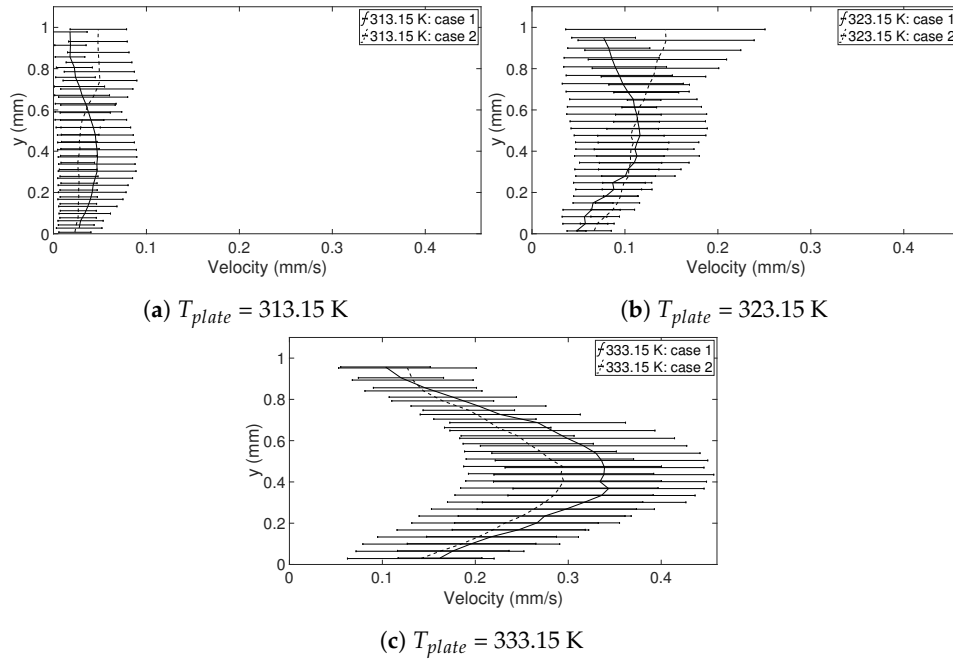 313.15 K: case 1
313.15 K: case 2
y (mm)
1
0.8
0.6
0.4
0.2
0
0 0.1 0.2 0.3 0.4
Velocity (mm/s)
(a) T_plate = 313.15 K
323.15 K: case 1
323.15 K: case 2
y (mm)
1
0.8
0.6
0.4
0.2
0
0 0.1 0.2 0.3 0.4
Velocity (mm/s)
(b) T_plate = 323.15 K
333.15 K: case 1
333.15 K: case 2
y (mm)
1
0.8
0.6
0.4
0.2
0
0 0.1 0.2 0.3 0.4
Velocity (mm/s)
(c) T_plate = 333.15 K